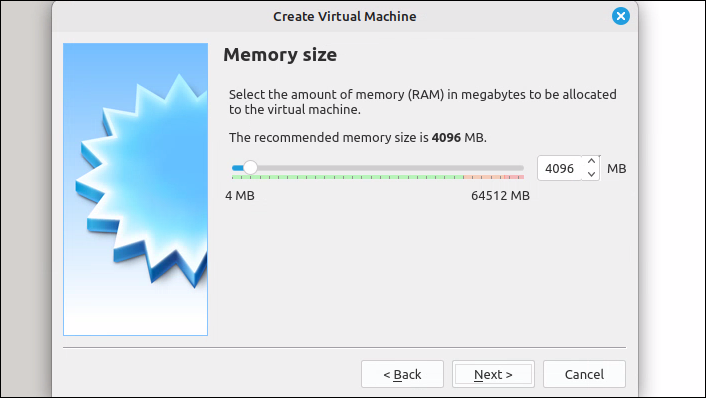 Create Virtual Machine
Memory size
Select the amount of memory (RAM) in megabytes to be allocated
to the virtual machine.
The recommended memory size is 4096 MB.
4096 MB
4 MB 64512 MB
< Back Next > Cancel